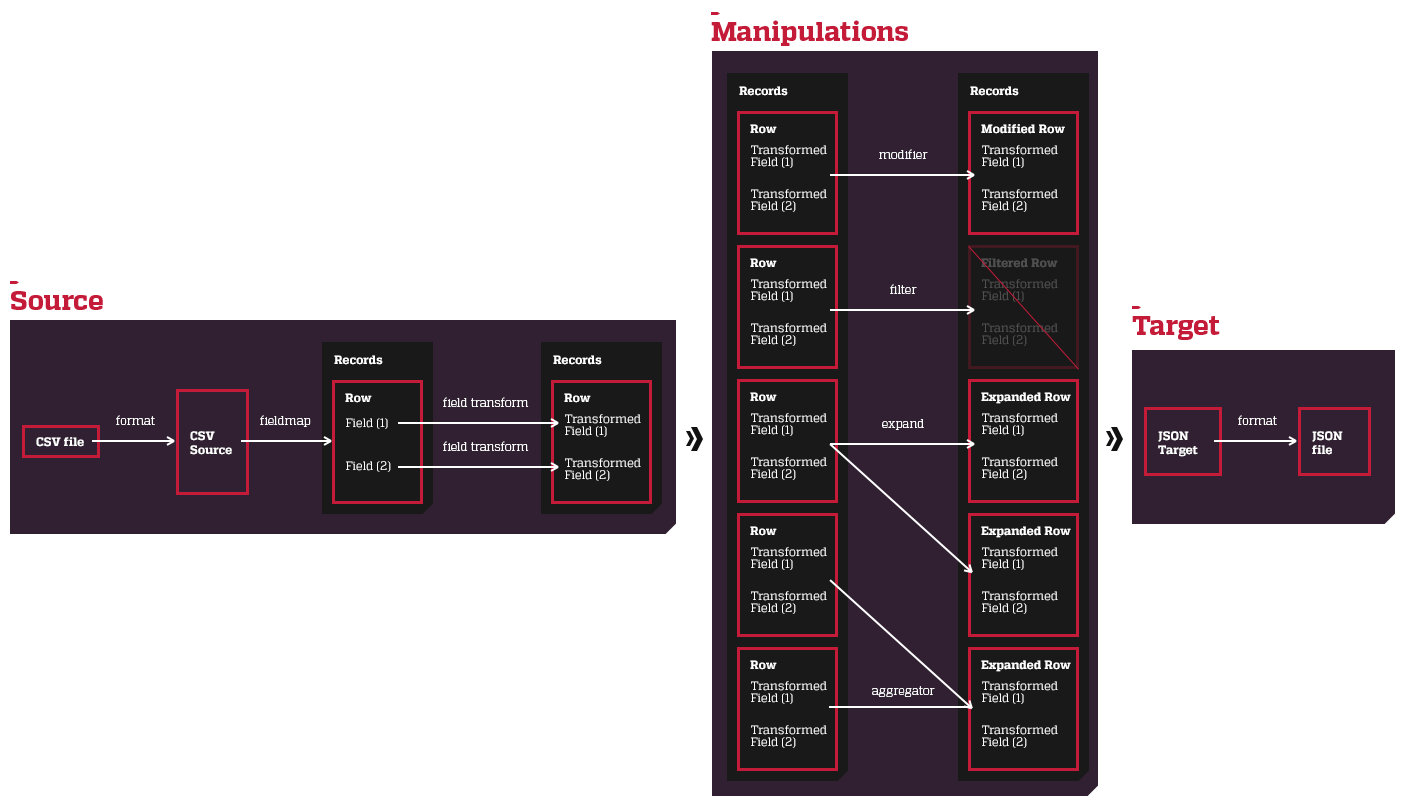 Source
CSV file
format
CSV
Source
fieldmap
Records
Row
Field (1)
Field (2)
field transform
field transform
Records
Row
Transformed
Field (1)
Transformed
Field (2)
Manipulations
Records
Row
Transformed
Field (1)
Transformed
Field (2)
Row
Transformed
Field (1)
Transformed
Field (2)
Row
Transformed
Field (1)
Transformed
Field (2)
Row
Transformed
Field (1)
Transformed
Field (2)
Row
Transformed
Field (1)
Transformed
Field (2)
modifier
filter
expand
aggregator
Records
Modified Row
Transformed
Field (1)
Transformed
Field (2)
Filtered Row
Transformed
Field (1)
Transformed
Field (2)
Expanded Row
Transformed
Field (1)
Transformed
Field (2)
Expanded Row
Transformed
Field (1)
Transformed
Field (2)
Expanded Row
Transformed
Field (1)
Transformed
Field (2)
Target
JSON
Target
format
JSON
file